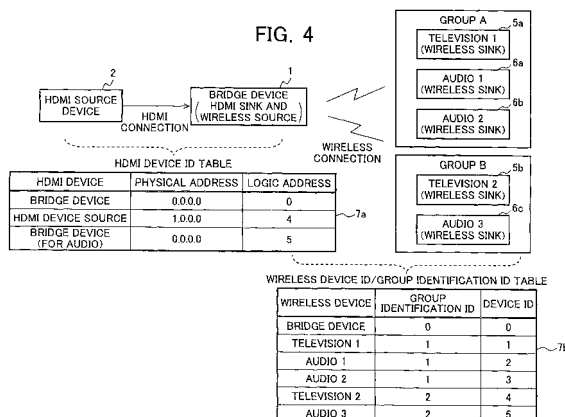 FIG. 4
2
HDMI SOURCE
DEVICE
HDMI
CONNECTION
1
BRIDGE DEVICE
(HDMI SINK AND
WIRELESS SOURCE)
WIRELESS
CONNECTION
GROUP A
5a
TELEVISION 1
(WIRELESS SINK)
6a
AUDIO 1
(WIRELESS SINK)
6b
AUDIO 2
(WIRELESS SINK)
GROUP B
5b
TELEVISION 2
(WIRELESS SINK)
6c
AUDIO 3
(WIRELESS SINK)
HDMI DEVICE ID TABLE
HDMI DEVICE PHYSICAL ADDRESS LOGIC ADDRESS
BRIDGE DEVICE 0.0.0.0 0
HDMI DEVICE SOURCE 1.0.0.0 4
BRIDGE DEVICE
(FOR AUDIO) 0.0.0.0 5
7a
WIRELESS DEVICE ID/GROUP IDENTIFICATION ID TABLE
WIRELESS DEVICE GROUP
IDENTIFICATION ID DEVICE ID
BRIDGE DEVICE 0 0
TELEVISION 1 1 1
AUDIO 1 1 2
AUDIO 2 1 3
TELEVISION 2 2 4
AUDIO 3 2 5
7b